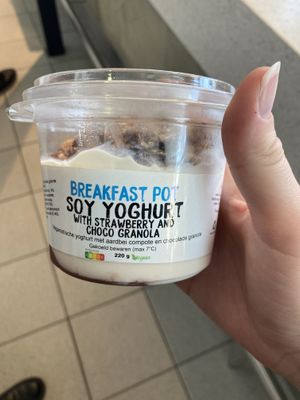 BREAKFAST POT
SOY YOGHURT
WITH STRAWBERRY AND
CHOCO GRANOLA
Vegetarische yoghurt met aardbei compote en chocolade granola
Gekoeld bewaren (max 7°C)
220 g